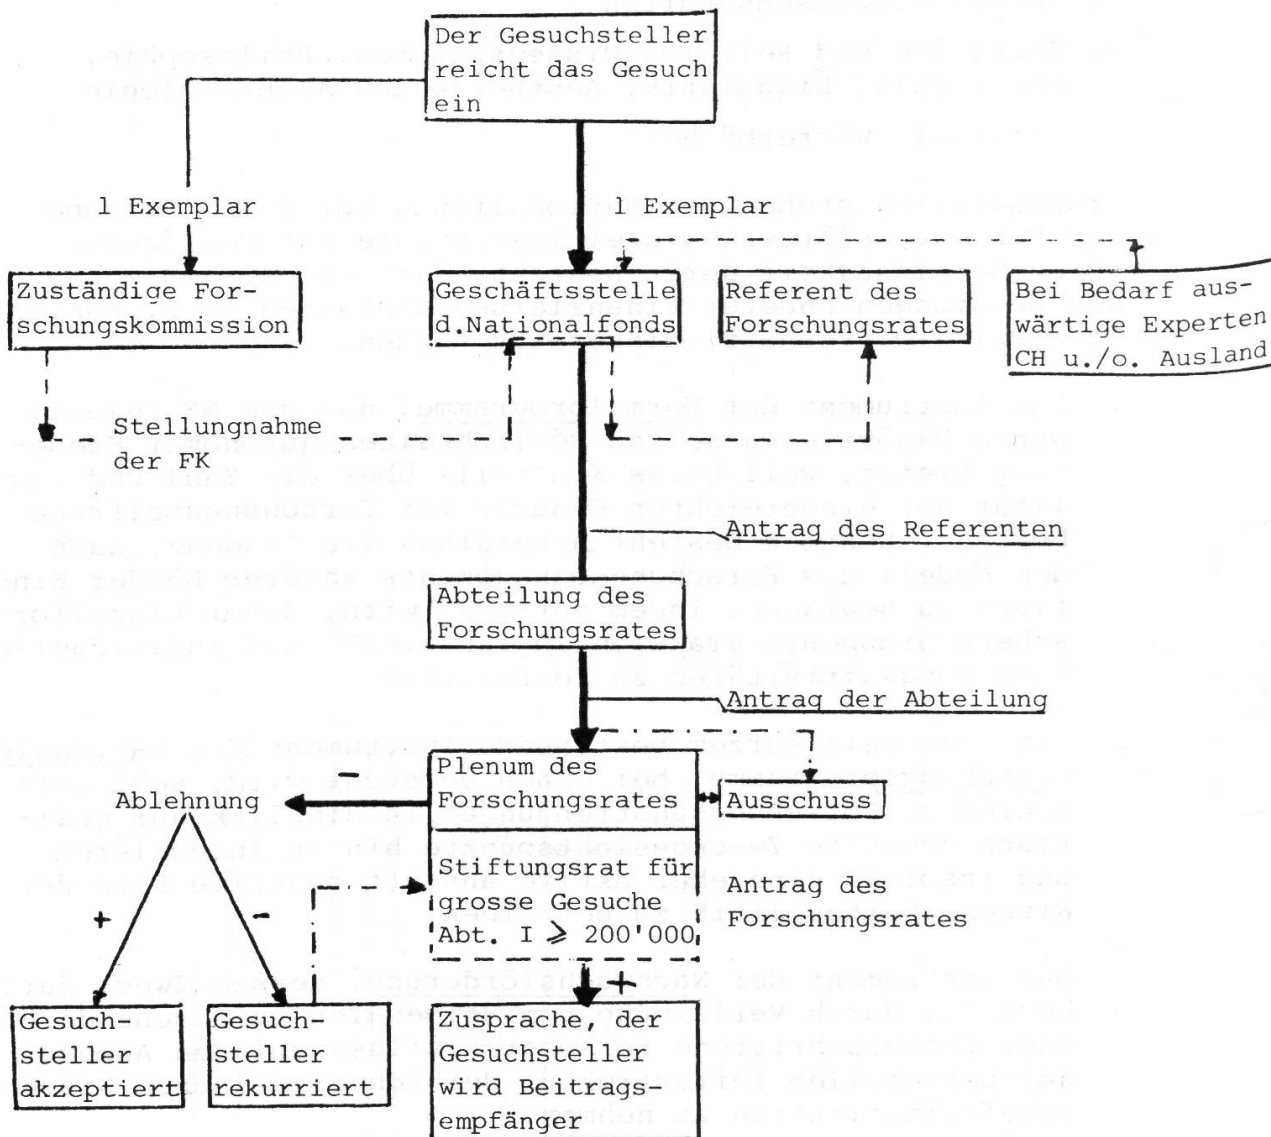 Der Gesuchsteller
reicht das Gesuch
ein
1 Exemplar
1 Exemplar
Zuständige For-
schungskommission
Geschäftsstelle
d.Nationalfonds
Referent des
Forschungsrates
Bei Bedarf aus-
wärtige Experten
CH u./o. Ausland
Stellungnahme
der FK
Antrag des Referenten
Abteilung des
Forschungsrates
Antrag der Abteilung
Plenum des
Forschungsrates
Ausschuss
-
Ablehnung
Stiftungsrat für
grosse Gesuche
Abt. I ⩾ 200'000
Antrag des
Forschungsrates
+
-
+
Gesuch-
steller
akzeptiert
Gesuch-
steller
rekurriert
Zusprache, der
Gesuchsteller
wird Beitrags-
empfänger